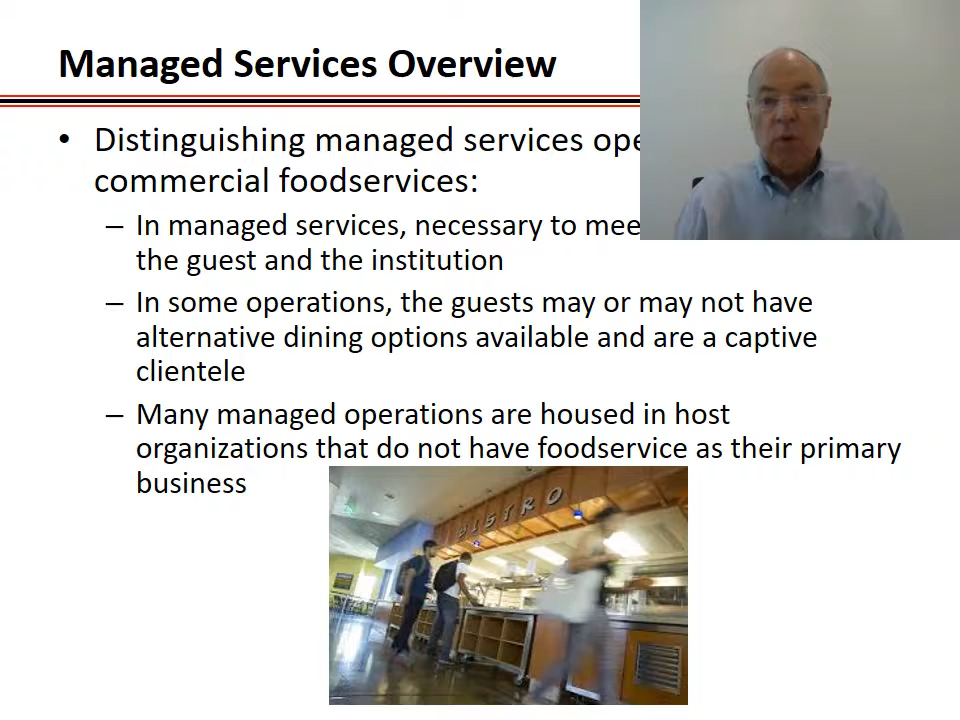 Managed Services Overview
• Distinguishing managed services ope
commercial foodservices:
– In managed services, necessary to mee
the guest and the institution
– In some operations, the guests may or may not have
alternative dining options available and are a captive
clientele
– Many managed operations are housed in host
organizations that do not have foodservice as their primary
business
BISTRO